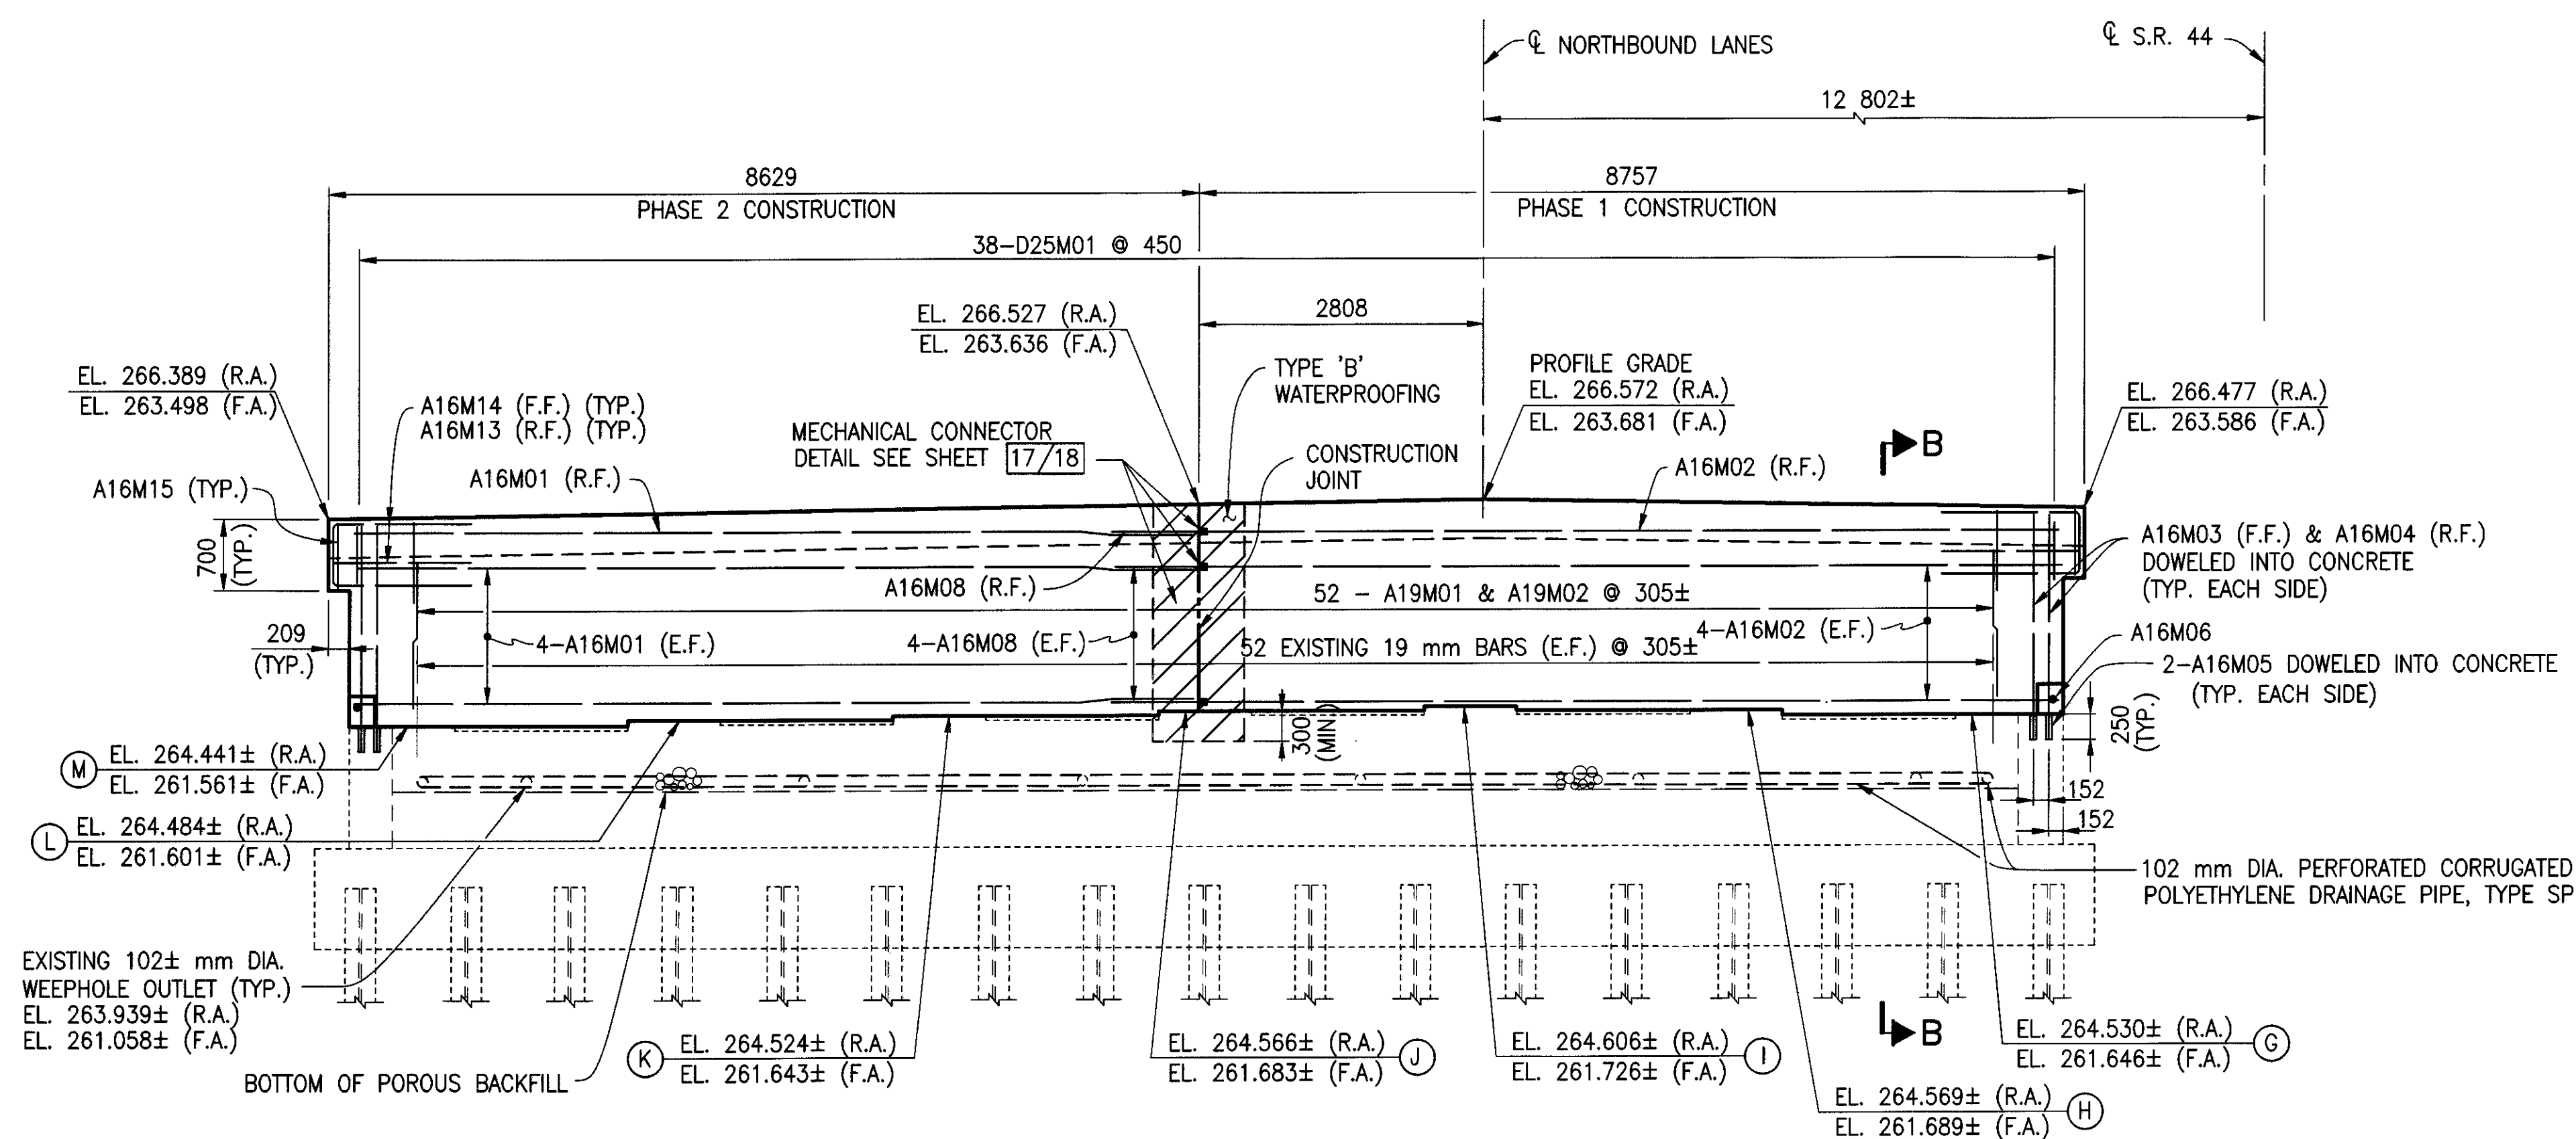 ℄ NORTHBOUND LANES
℄ S.R. 44
12 802±
8629
8757
PHASE 2 CONSTRUCTION
PHASE 1 CONSTRUCTION
38-D25M01 @ 450
EL. 266.527 (R.A.)
EL. 263.636 (F.A.)
2808
EL. 266.389 (R.A.)
EL. 263.498 (F.A.)
A16M14 (F.F.) (TYP.)
A16M13 (R.F.) (TYP.)
TYPE 'B'
WATERPROOFING
PROFILE GRADE
EL. 266.572 (R.A.)
EL. 263.681 (F.A.)
EL. 266.477 (R.A.)
EL. 263.586 (F.A.)
MECHANICAL CONNECTOR
DETAIL SEE SHEET 17/18
B
CONSTRUCTION
JOINT
A16M15 (TYP.)
A16M01 (R.F.)
A16M02 (R.F.)
700
(TYP.)
A16M03 (F.F.) & A16M04 (R.F.)
DOWELED INTO CONCRETE
(TYP. EACH SIDE)
A16M08 (R.F.)
52 - A19M01 & A19M02 @ 305±
209
(TYP.)
4-A16M01 (E.F.)
4-A16M08 (E.F.)
52 EXISTING 19 mm BARS (E.F.) @ 305±
4-A16M02 (E.F.)
A16M06
2-A16M05 DOWELED INTO CONCRETE
(TYP. EACH SIDE)
300
(MIN)
250
(TYP.)
M
EL. 264.441± (R.A.)
EL. 261.561± (F.A.)
152
152
L
EL. 264.484± (R.A.)
EL. 261.601± (F.A.)
102 mm DIA. PERFORATED CORRUGATED
POLYETHYLENE DRAINAGE PIPE, TYPE SP
EXISTING 102± mm DIA.
WEEPHOLE OUTLET (TYP.)
EL. 263.939± (R.A.)
EL. 261.058± (F.A.)
BOTTOM OF POROUS BACKFILL
K
EL. 264.524± (R.A.)
EL. 261.643± (F.A.)
EL. 264.566± (R.A.)
EL. 261.683± (F.A.)
J
EL. 264.606± (R.A.)
EL. 261.726± (F.A.)
I
B
EL. 264.530± (R.A.)
EL. 261.646± (F.A.)
G
EL. 264.569± (R.A.)
EL. 261.689± (F.A.)
H